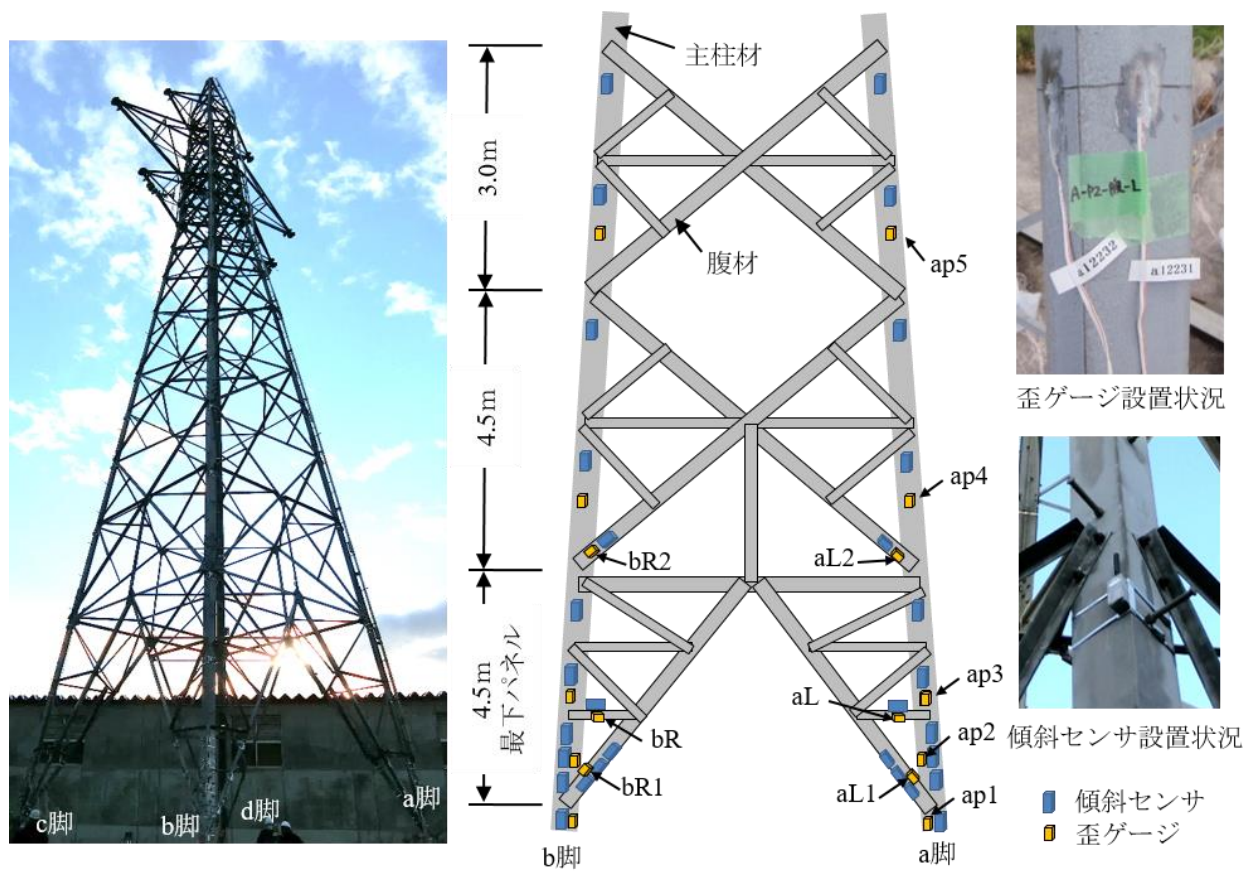 主柱材
腹材
3.0m
4.5m
4.5m
最下パネル
ap5
ap4
bR2
aL2
ap3
aL
ap2
bR
bR1
aL1
ap1
b脚
a脚
c脚
b脚
d脚
a脚
a12232
a12231
歪ゲージ設置状況
傾斜センサ設置状況
傾斜センサ
歪ゲージ